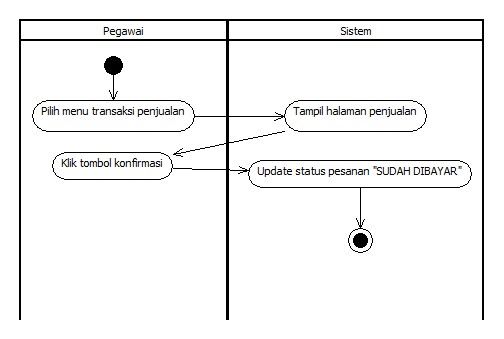 Pegawai
Sistem
Pilih menu transaksi penjualan
Tampil halaman penjualan
Klik tombol konfirmasi
Update status pesanan "SUDAH DIBAYAR"